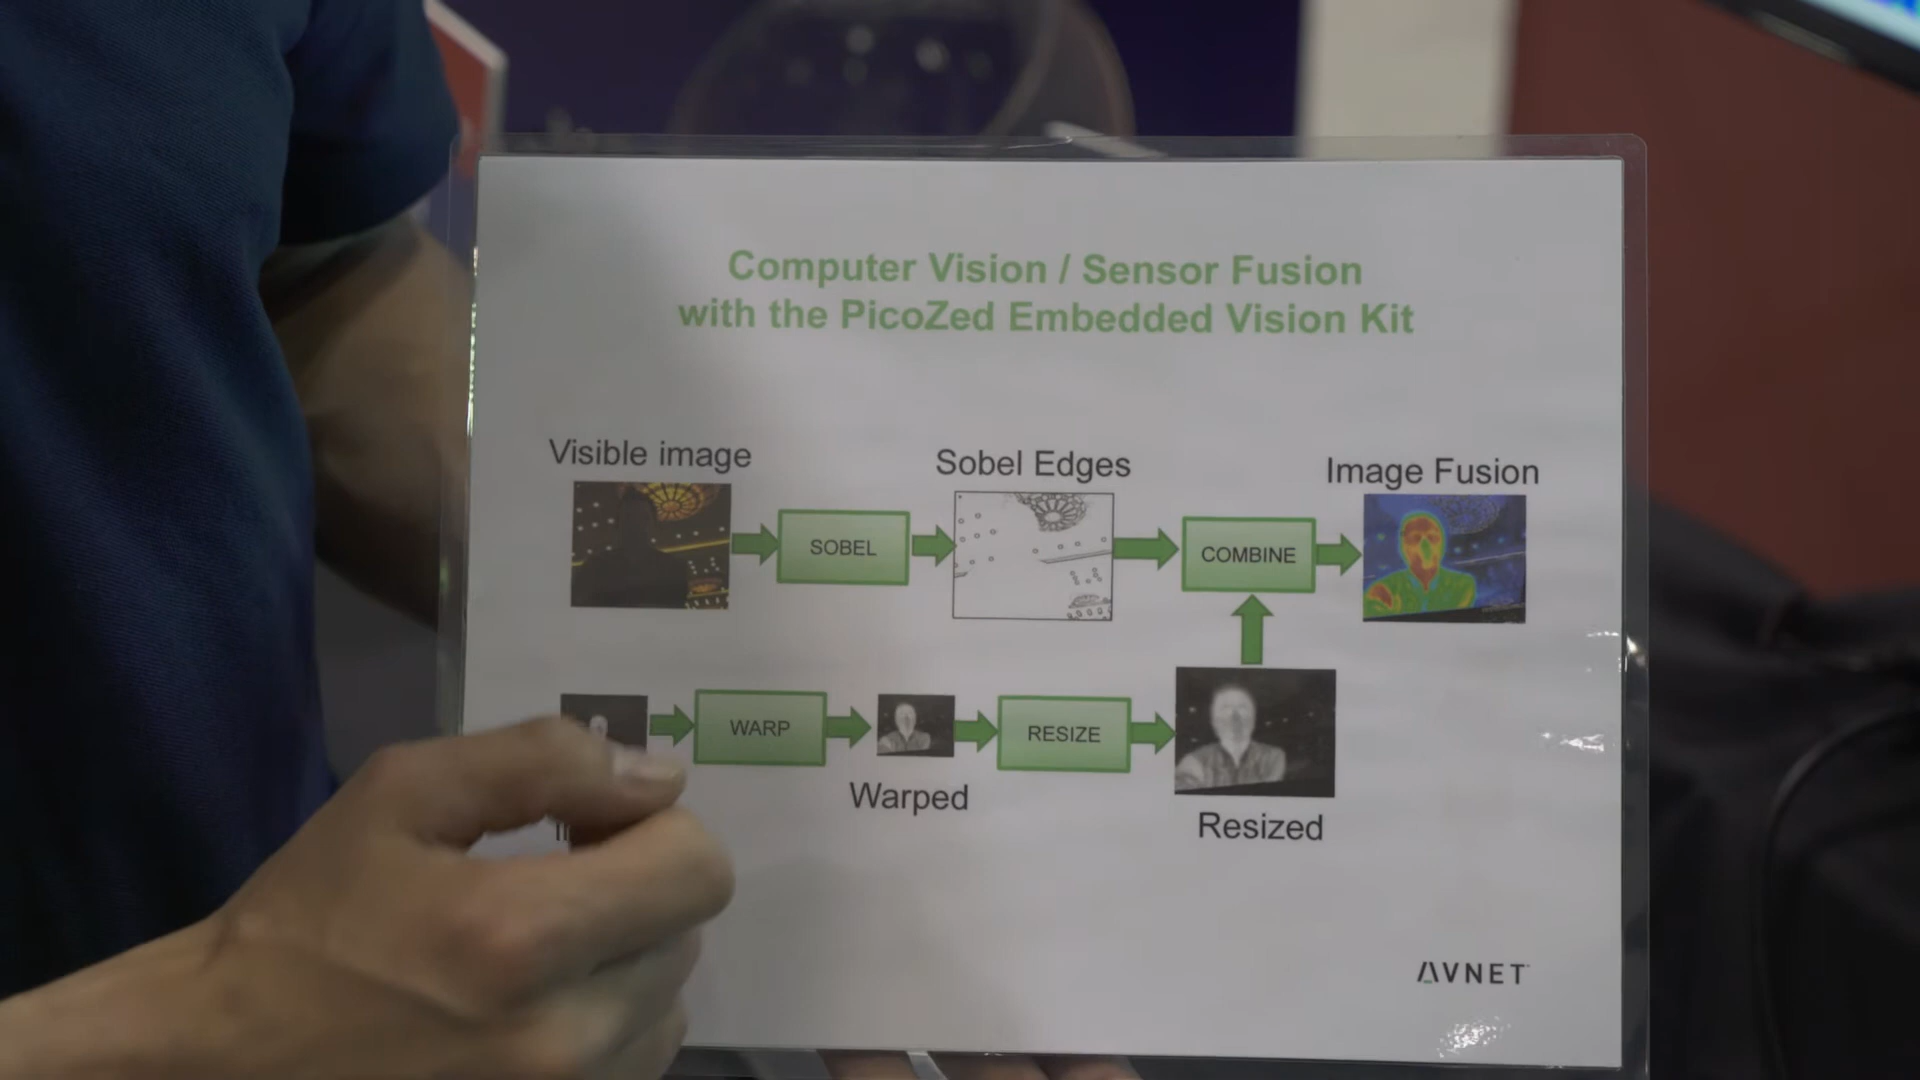 Computer Vision / Sensor Fusion
with the PicoZed Embedded Vision Kit
Visible image
Sobel Edges
Image Fusion
SOBEL
COMBINE
WARP
RESIZE
Warped
Resized
AVNET